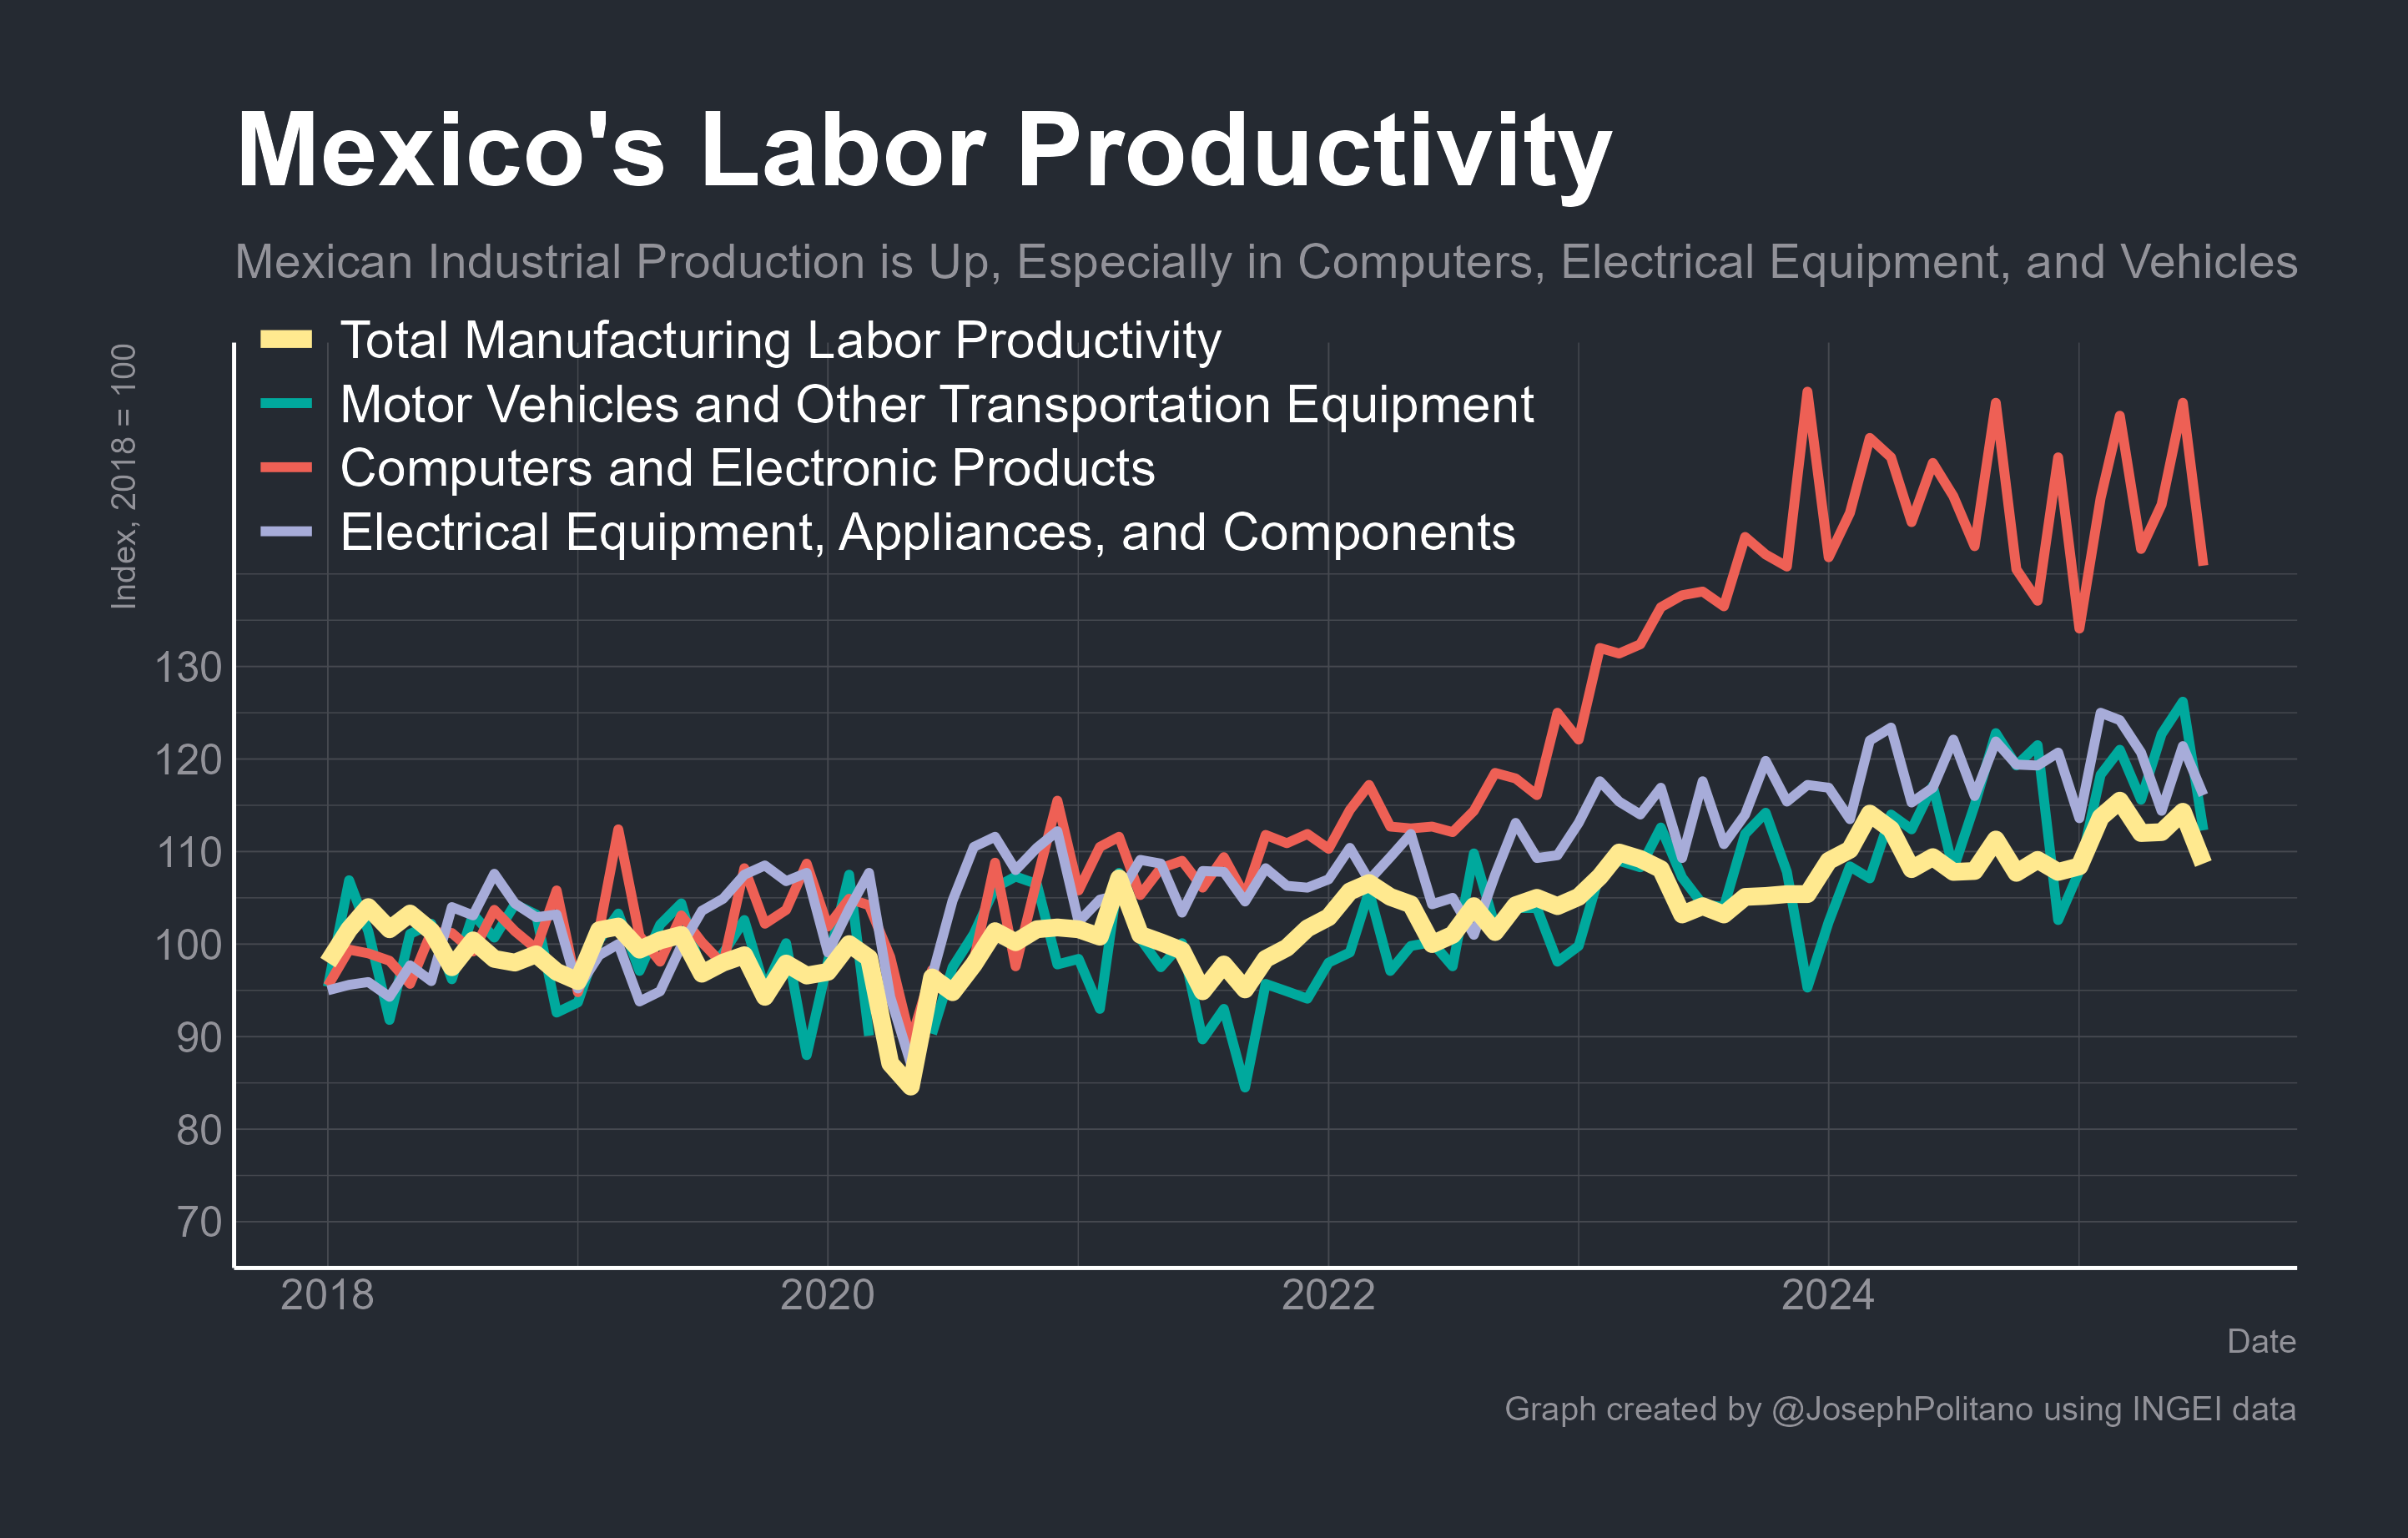 Mexico's Labor Productivity
Mexican Industrial Production is Up, Especially in Computers, Electrical Equipment, and Vehicles
Index, 2018 = 100
Total Manufacturing Labor Productivity
Motor Vehicles and Other Transportation Equipment
Computers and Electronic Products
Electrical Equipment, Appliances, and Components
130
120
110
100
90
80
70
2018 2020 2022 2024
Date
Graph created by @JosephPolitano using INGEI data